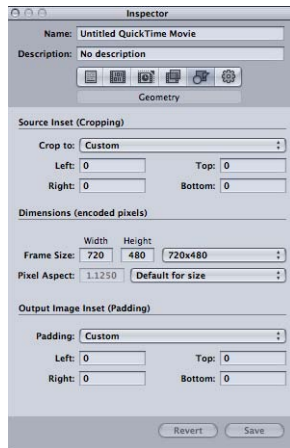 Inspector
Name: Untitled QuickTime Movie
Description: No description
Geometry
Source Inset (Cropping)
Crop to: Custom
Left: 0 Top: 0
Right: 0 Bottom: 0
Dimensions (encoded pixels)
Width Height
Frame Size: 720 480 720x480
Pixel Aspect: 1.1250 Default for size
Output Image Inset (Padding)
Padding: Custom
Left: 0 Top: 0
Right: 0 Bottom: 0
Revert Save